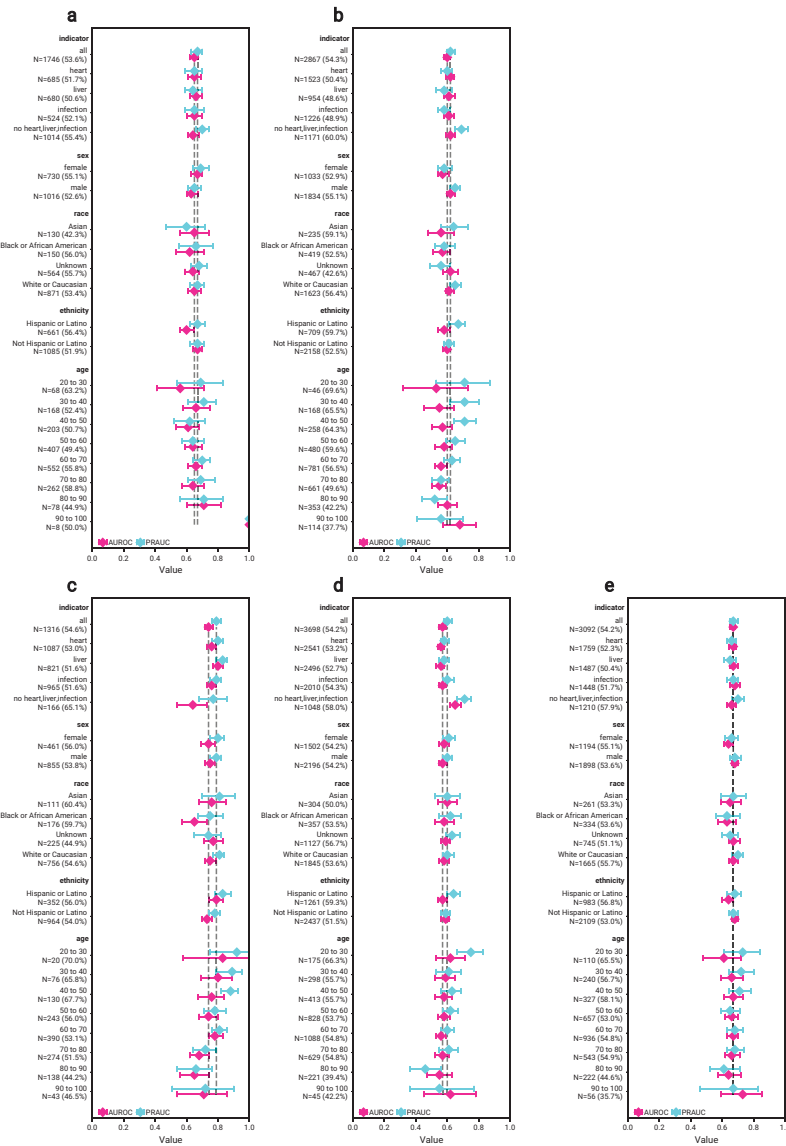 a
indicator
all
N=1746 (53.6%)
heart
N=685 (51.7%)
liver
N=680 (50.6%)
infection
N=524 (52.1%)
no heart,liver,infection
N=1014 (55.4%)
sex
female
N=730 (55.1%)
male
N=1016 (52.6%)
race
Asian
N=130 (42.3%)
Black or African American
N=150 (56.0%)
Unknown
N=564 (55.7%)
White or Caucasian
N=871 (53.4%)
ethnicity
Hispanic or Latino
N=661 (56.4%)
Not Hispanic or Latino
N=1085 (51.9%)
age
20 to 30
N=68 (63.2%)
30 to 40
N=168 (52.4%)
40 to 50
N=203 (50.7%)
50 to 60
N=407 (49.4%)
60 to 70
N=552 (55.8%)
70 to 80
N=262 (58.8%)
80 to 90
N=78 (44.9%)
90 to 100
N=8 (50.0%)
AUROC PRAUC
0.0 0.2 0.4 0.6 0.8 1.0
Value
b
indicator
all
N=2867 (54.3%)
heart
N=1523 (50.4%)
liver
N=954 (48.6%)
infection
N=1226 (48.9%)
no heart,liver,infection
N=1171 (60.0%)
sex
female
N=1033 (52.9%)
male
N=1834 (55.1%)
race
Asian
N=235 (59.1%)
Black or African American
N=419 (52.5%)
Unknown
N=467 (42.6%)
White or Caucasian
N=1623 (56.4%)
ethnicity
Hispanic or Latino
N=709 (59.7%)
Not Hispanic or Latino
N=2158 (52.5%)
age
20 to 30
N=46 (69.6%)
30 to 40
N=168 (65.5%)
40 to 50
N=258 (64.3%)
50 to 60
N=480 (59.6%)
60 to 70
N=781 (56.5%)
70 to 80
N=661 (49.6%)
80 to 90
N=353 (42.2%)
90 to 100
N=114 (37.7%)
AUROC PRAUC
0.0 0.2 0.4 0.6 0.8 1.0
Value
c
indicator
all
N=1316 (54.6%)
heart
N=1087 (53.0%)
liver
N=821 (51.6%)
infection
N=965 (51.6%)
no heart,liver,infection
N=166 (65.1%)
sex
female
N=461 (56.0%)
male
N=855 (53.8%)
race
Asian
N=111 (60.4%)
Black or African American
N=176 (59.7%)
Unknown
N=225 (44.9%)
White or Caucasian
N=756 (54.6%)
ethnicity
Hispanic or Latino
N=352 (56.0%)
Not Hispanic or Latino
N=964 (54.0%)
age
20 to 30
N=20 (70.0%)
30 to 40
N=76 (65.8%)
40 to 50
N=130 (67.7%)
50 to 60
N=243 (56.0%)
60 to 70
N=390 (53.1%)
70 to 80
N=274 (51.5%)
80 to 90
N=138 (44.2%)
90 to 100
N=43 (46.5%)
AUROC PRAUC
0.0 0.2 0.4 0.6 0.8 1.0
Value
d
indicator
all
N=3698 (54.2%)
heart
N=2541 (53.2%)
liver
N=2496 (52.7%)
infection
N=2010 (54.3%)
no heart,liver,infection
N=1048 (58.0%)
sex
female
N=1502 (54.2%)
male
N=2196 (54.2%)
race
Asian
N=304 (50.0%)
Black or African American
N=357 (53.5%)
Unknown
N=1127 (56.7%)
White or Caucasian
N=1845 (53.6%)
ethnicity
Hispanic or Latino
N=1261 (59.3%)
Not Hispanic or Latino
N=2437 (51.5%)
age
20 to 30
N=175 (66.3%)
30 to 40
N=298 (55.7%)
40 to 50
N=413 (55.7%)
50 to 60
N=828 (53.7%)
60 to 70
N=1088 (54.8%)
70 to 80
N=629 (54.8%)
80 to 90
N=221 (39.4%)
90 to 100
N=45 (42.2%)
AUROC PRAUC
0.0 0.2 0.4 0.6 0.8 1.0
Value
e
indicator
all
N=3092 (54.2%)
heart
N=1759 (52.3%)
liver
N=1487 (50.4%)
infection
N=1448 (51.7%)
no heart,liver,infection
N=1210 (57.9%)
sex
female
N=1194 (55.1%)
male
N=1898 (53.6%)
race
Asian
N=261 (53.3%)
Black or African American
N=334 (53.6%)
Unknown
N=745 (51.1%)
White or Caucasian
N=1665 (55.7%)
ethnicity
Hispanic or Latino
N=983 (56.8%)
Not Hispanic or Latino
N=2109 (53.0%)
age
20 to 30
N=110 (65.5%)
30 to 40
N=240 (56.7%)
40 to 50
N=327 (58.1%)
50 to 60
N=657 (53.0%)
60 to 70
N=936 (54.8%)
70 to 80
N=543 (54.9%)
80 to 90
N=222 (44.6%)
90 to 100
N=56 (35.7%)
AUROC PRAUC
0.0 0.2 0.4 0.6 0.8 1.0
Value